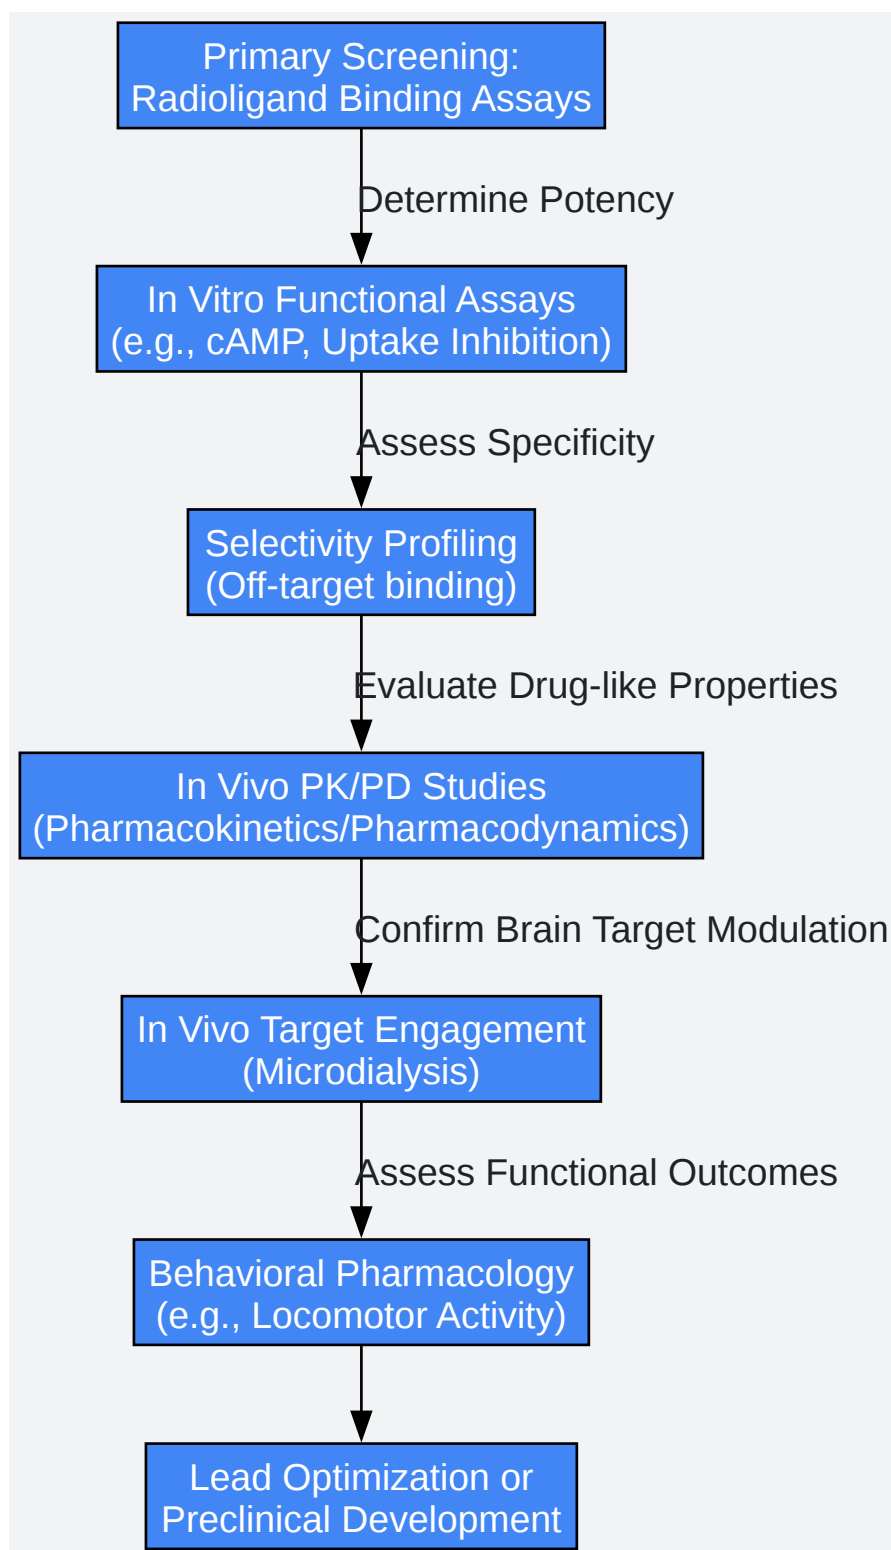 Primary Screening:
Radioligand Binding Assays
Determine Potency
In Vitro Functional Assays
(e.g., cAMP, Uptake Inhibition)
Assess Specificity
Selectivity Profiling
(Off-target binding)
Evaluate Drug-like Properties
In Vivo PK/PD Studies
(Pharmacokinetics/Pharmacodynamics)
Confirm Brain Target Modulation
In Vivo Target Engagement
(Microdialysis)
Assess Functional Outcomes
Behavioral Pharmacology
(e.g., Locomotor Activity)
Lead Optimization or
Preclinical Development